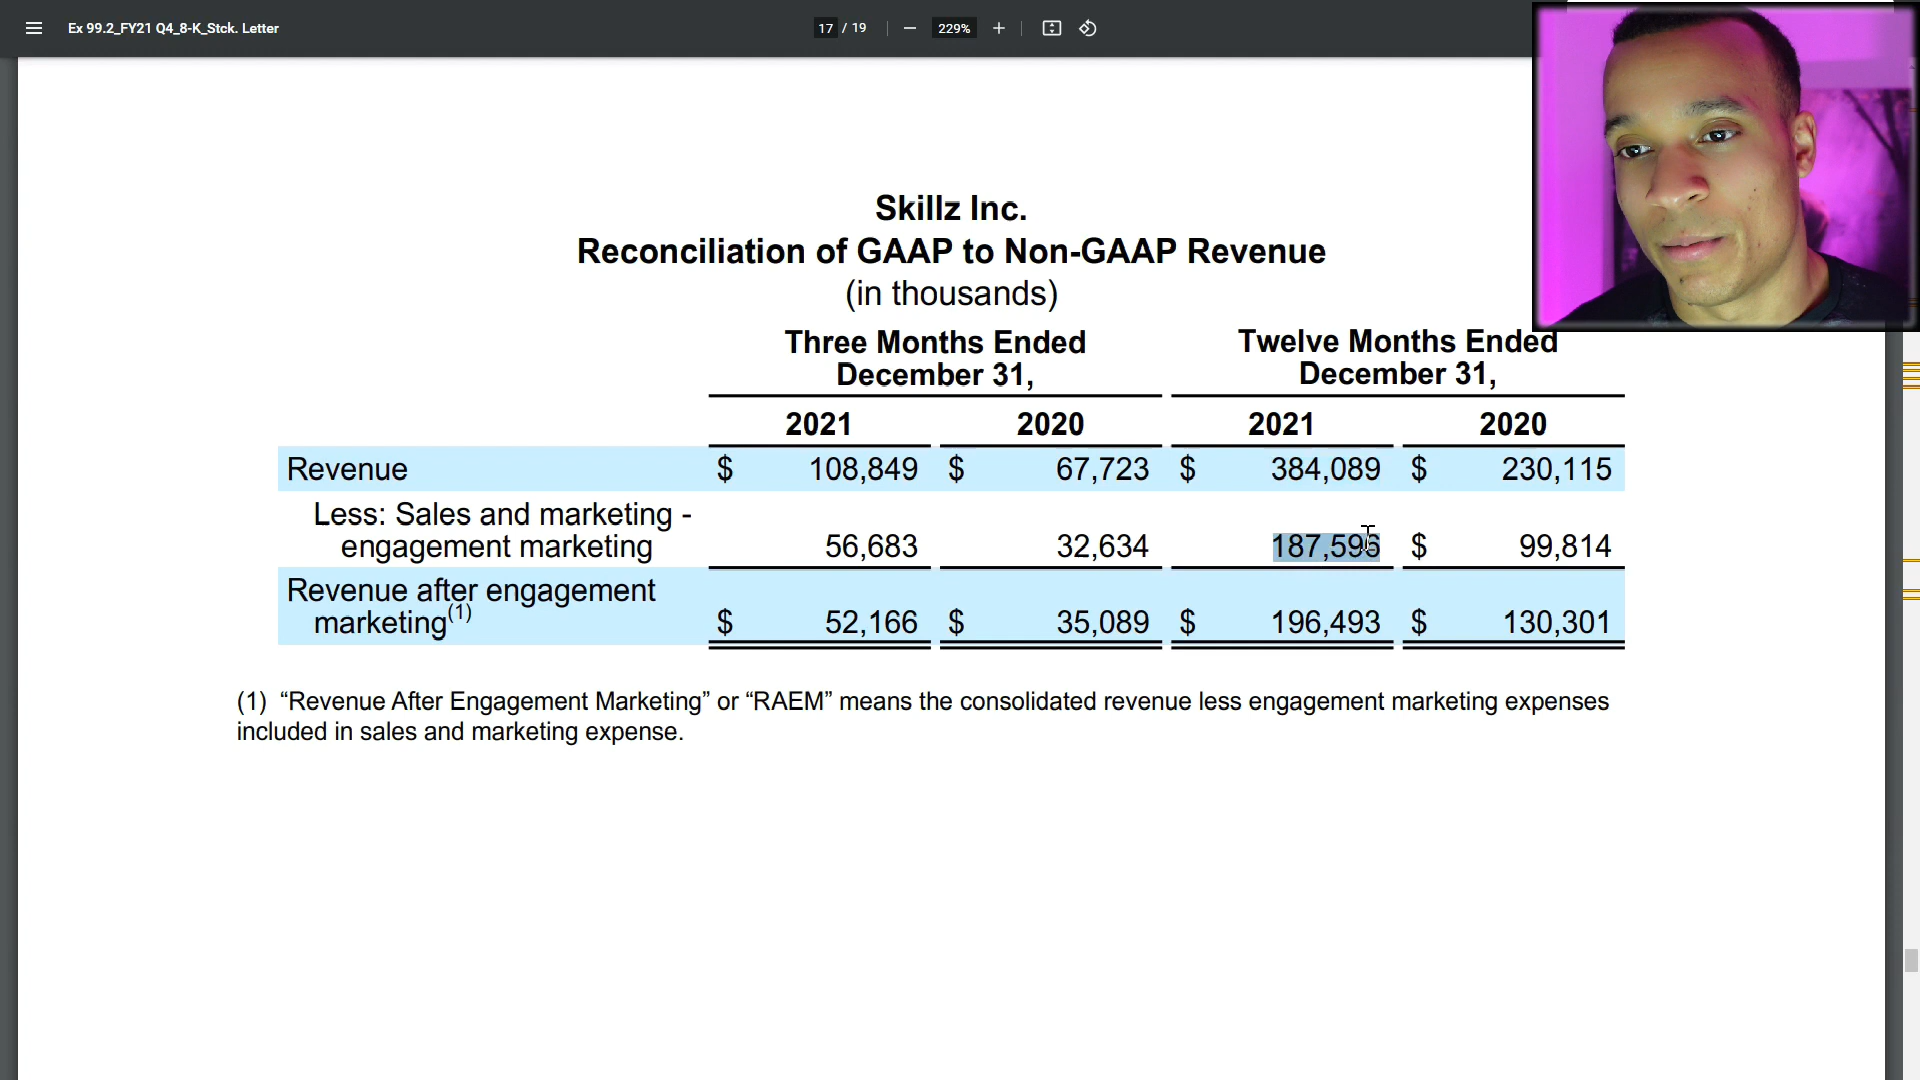 Ex 99.2_FY21 Q4_8-K_Stck. Letter
17 / 19
229%
Skillz Inc.
Reconciliation of GAAP to Non-GAAP Revenue
(in thousands)
Three Months Ended December 31,
Twelve Months Ended December 31,
2021 2020 2021 2020
Revenue $ 108,849 $ 67,723 $ 384,089 $ 230,115
Less: Sales and marketing -
engagement marketing 56,683 32,634 187,596 $ 99,814
Revenue after engagement
marketing(1) $ 52,166 $ 35,089 $ 196,493 $ 130,301
(1) “Revenue After Engagement Marketing” or “RAEM” means the consolidated revenue less engagement marketing expenses
included in sales and marketing expense.